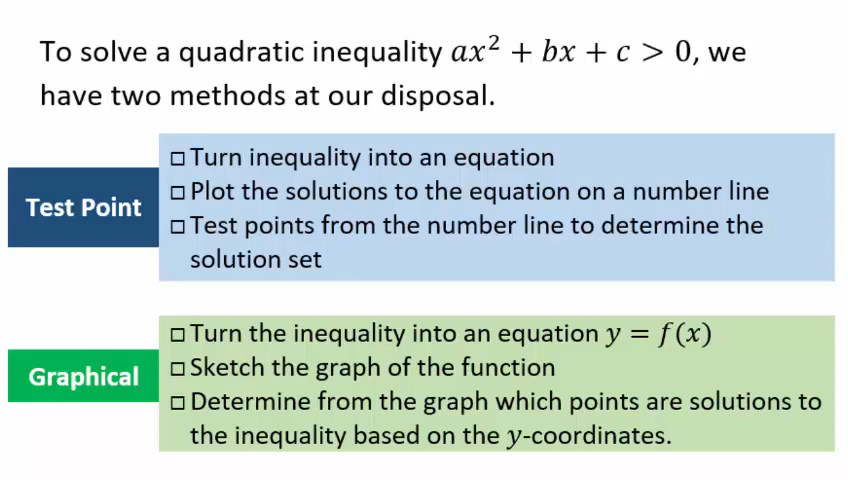 To solve a quadratic inequality ax² + bx + c > 0, we
have two methods at our disposal.
Test Point
□ Turn inequality into an equation
□ Plot the solutions to the equation on a number line
□ Test points from the number line to determine the
solution set
Graphical
□ Turn the inequality into an equation y = f(x)
□ Sketch the graph of the function
□ Determine from the graph which points are solutions to
the inequality based on the y-coordinates.